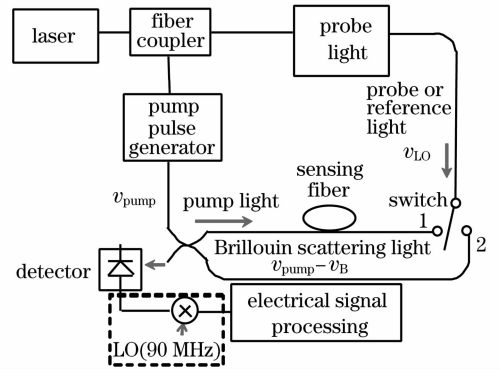 laser
fiber
coupler
probe
light
pump
pulse
generator
probe or
reference
light
νLO
νpump
pump light
sensing
fiber
switch
1
2
Brillouin scattering light
νpump−νB
detector
electrical signal
processing
LO(90 MHz)